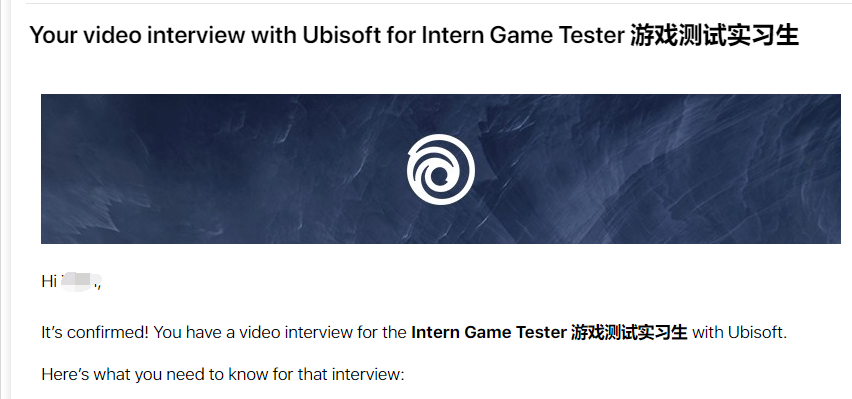 Your video interview with Ubisoft for Intern Game Tester 游戏测试实习生
Hi ,
It’s confirmed! You have a video interview for the Intern Game Tester 游戏测试实习生 with Ubisoft.
Here’s what you need to know for that interview: